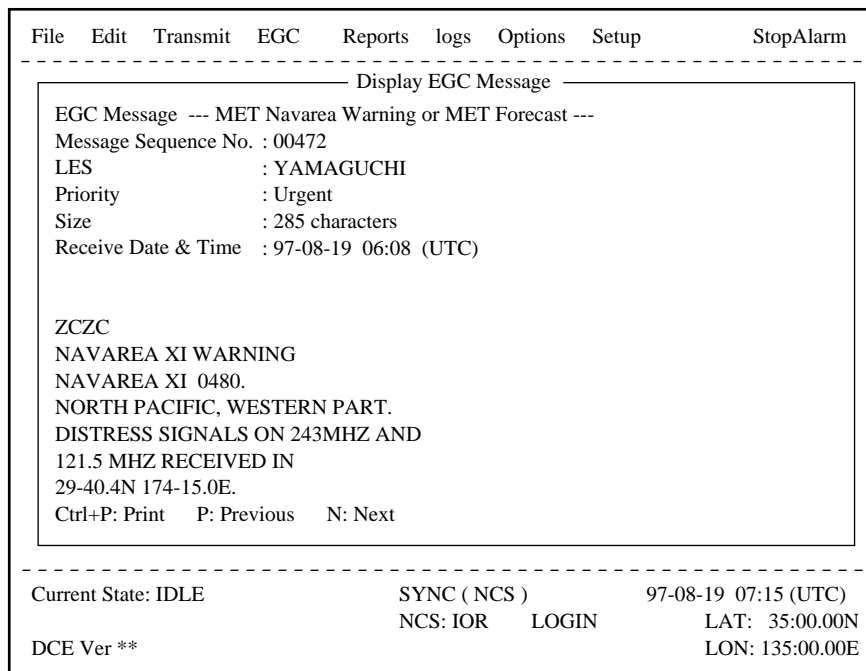 File Edit Transmit EGC Reports logs Options Setup StopAlarm
Display EGC Message
EGC Message --- MET Navarea Warning or MET Forecast ---
Message Sequence No. : 00472
LES : YAMAGUCHI
Priority : Urgent
Size : 285 characters
Receive Date & Time : 97-08-19 06:08 (UTC)
ZCZC
NAVAREA XI WARNING
NAVAREA XI 0480.
NORTH PACIFIC, WESTERN PART.
DISTRESS SIGNALS ON 243MHZ AND
121.5 MHZ RECEIVED IN
29-40.4N 174-15.0E.
Ctrl+P: Print P: Previous N: Next
Current State: IDLE SYNC ( NCS ) 97-08-19 07:15 (UTC)
NCS: IOR LOGIN LAT: 35:00.00N
DCE Ver ** LON: 135:00.00E